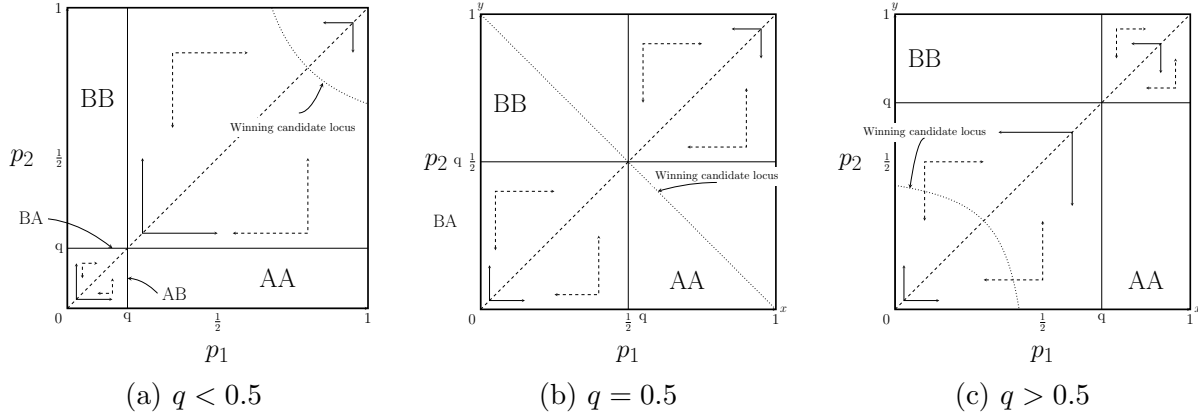 1
BB
p2
1/2
Winning candidate locus
BA
q
AB
AA
0
q
1/2
1
p1
(a) q < 0.5
y
1
BB
p2
q
1/2
Winning candidate locus
BA
AA
0
1/2
q
1
x
p1
(b) q = 0.5
y
1
BB
q
Winning candidate locus
p2
1/2
AA
0
1/2
q
1
x
p1
(c) q > 0.5